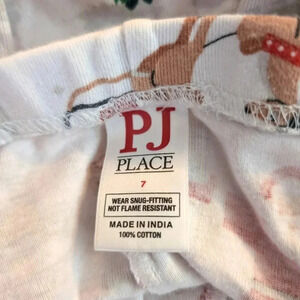 PJ
PLACE
7
WEAR SNUG-FITTING
NOT FLAME RESISTANT
MADE IN INDIA
100% COTTON